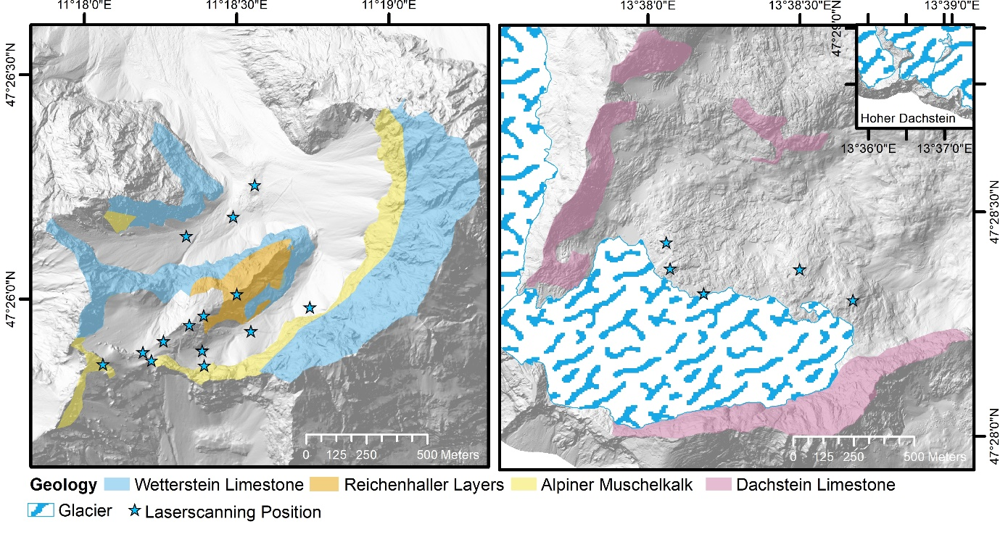 11°18'0"E 11°18'30"E 11°19'0"E
13°38'0"E 13°38'30"E 13°39'0"E
47°26'30"N
47°26'0"N
47°29'0"N
Hoher Dachstein
13°36'0"E 13°37'0"E
47°28'30"N
47°28'0"N
0 125 250 500 Meters
0 125 250 500 Meters
Geology Wetterstein Limestone Reichenhaller Layers Alpiner Muschelkalk Dachstein Limestone
Glacier Laserscanning Position